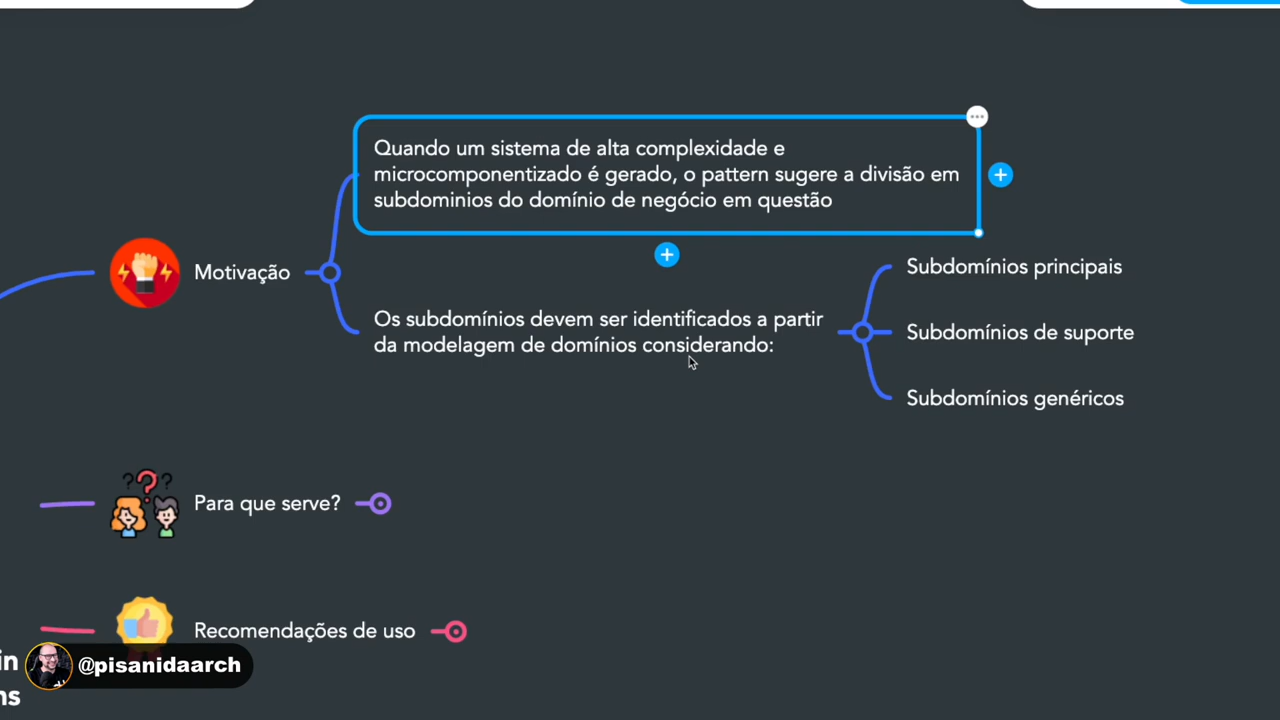 Quando um sistema de alta complexidade e
microcomponentizado é gerado, o pattern sugere a divisão em
subdominios do domínio de negócio em questão
Motivação
Os subdomínios devem ser identificados a partir
da modelagem de domínios considerando:
Subdomínios principais
Subdomínios de suporte
Subdomínios genéricos
Para que serve?
Recomendações de uso
in
@pisanidaarch
ns